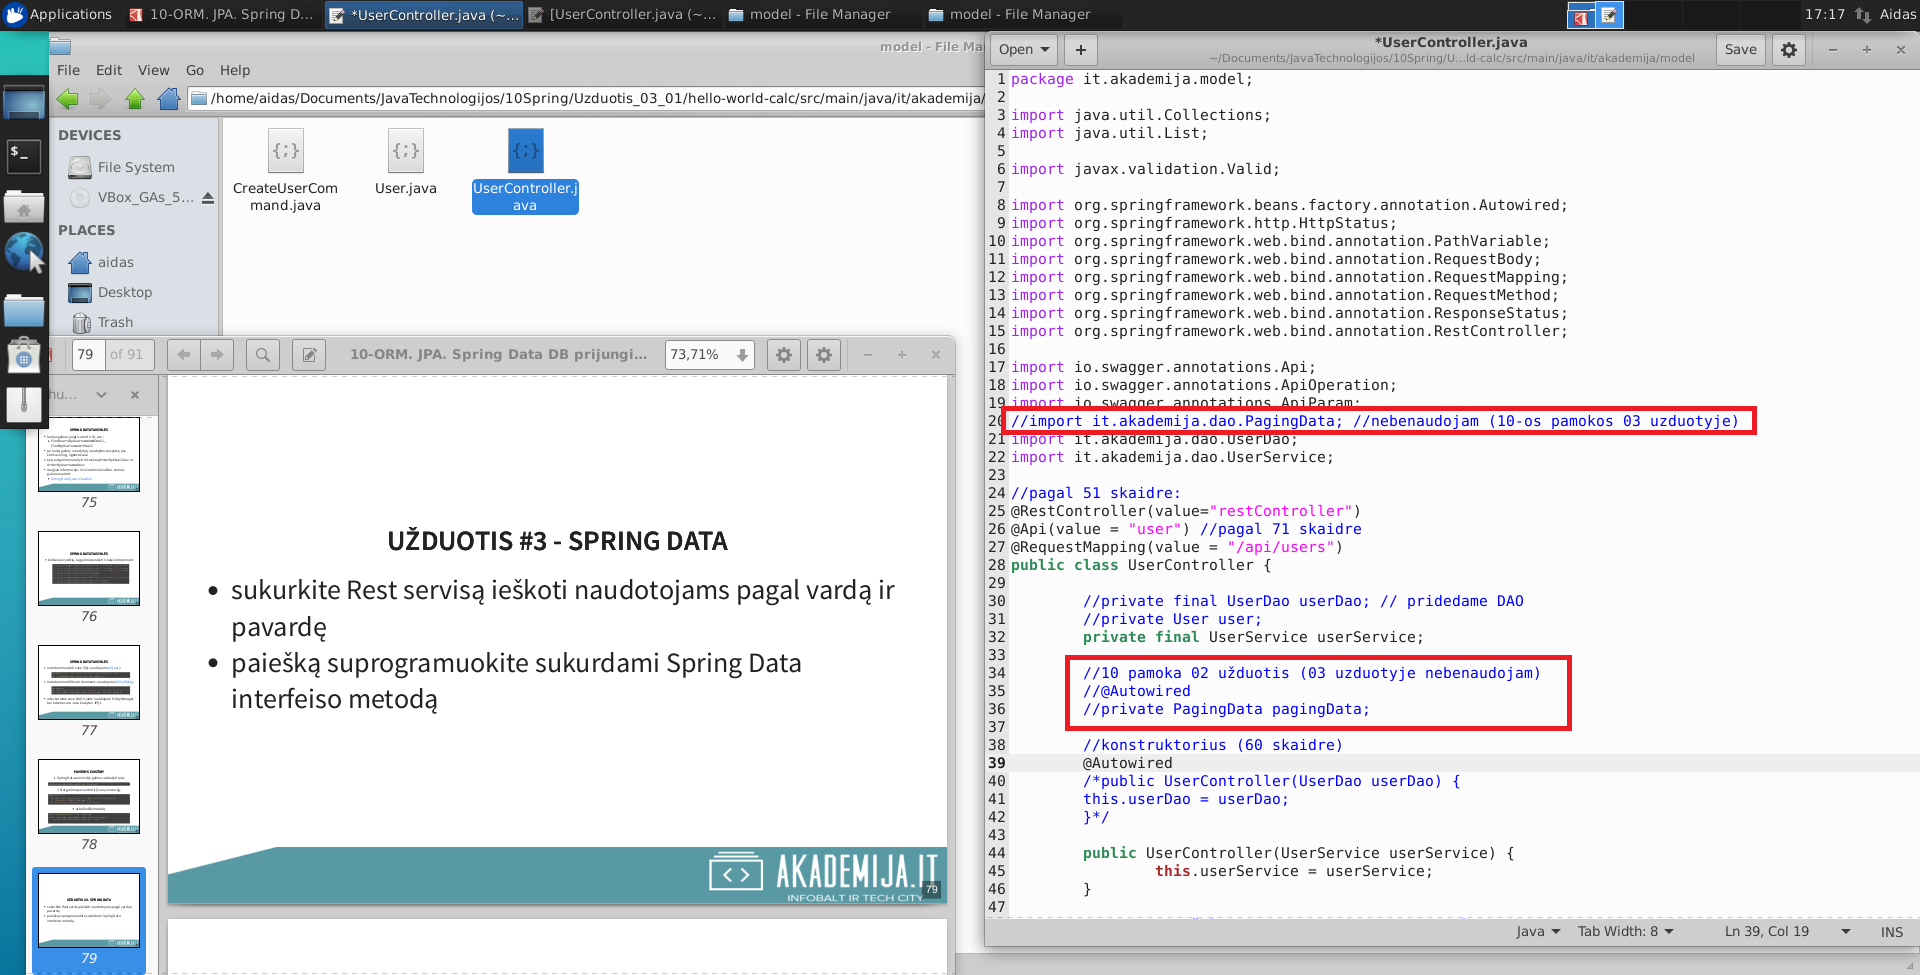 Applications
10-ORM. JPA. Spring D...
*UserController.java (~...
[UserController.java (~...
model - File Manager
model - File Manager
17:17
Aidas
model - File Ma
File Edit View Go Help
/home/aidas/Documents/JavaTechnologijos/10Spring/Uzduotis_03_01/hello-world-calc/src/main/java/it/akademija/
DEVICES
File System
VBox_GAs_5...
PLACES
aidas
Desktop
Trash
CreateUserCom
mand.java
User.java
UserController.j
ava
79 of 91
10-ORM. JPA. Spring Data DB prijungi...
73,71%
75
76
77
78
79
UŽDUOTIS #3 - SPRING DATA
• sukurkite Rest servisą ieškoti naudotojams pagal vardą ir
pavardę
• paiešką suprogramuokite sukurdami Spring Data
interfeiso metodą
AKADEMIJA.IT
INFOBALT IR TECH CITY
79
Open
+
*UserController.java
~/Documents/JavaTechnologijos/10Spring/U...ld-calc/src/main/java/it/akademija/model
Save
1 package it.akademija.model;
2
3 import java.util.Collections;
4 import java.util.List;
5
6 import javax.validation.Valid;
7
8 import org.springframework.beans.factory.annotation.Autowired;
9 import org.springframework.http.HttpStatus;
10 import org.springframework.web.bind.annotation.PathVariable;
11 import org.springframework.web.bind.annotation.RequestBody;
12 import org.springframework.web.bind.annotation.RequestMapping;
13 import org.springframework.web.bind.annotation.RequestMethod;
14 import org.springframework.web.bind.annotation.ResponseStatus;
15 import org.springframework.web.bind.annotation.RestController;
16
17 import io.swagger.annotations.Api;
18 import io.swagger.annotations.ApiOperation;
19 import io.swagger.annotations.ApiParam;
20 //import it.akademija.dao.PagingData; //nebenaudojam (10-os pamokos 03 uzduotyje)
21 import it.akademija.dao.UserDao;
22 import it.akademija.dao.UserService;
23
24 //pagal 51 skaidre:
25 @RestController(value="restController")
26 @Api(value = "user") //pagal 71 skaidre
27 @RequestMapping(value = "/api/users")
28 public class UserController {
29
30 //private final UserDao userDao; // pridedame DAO
31 //private User user;
32 private final UserService userService;
33
34 //10 pamoka 02 užduotis (03 uzduotyje nebenaudojam)
35 //@Autowired
36 //private PagingData pagingData;
37
38 //konstruktorius (60 skaidre)
39 @Autowired
40 /*public UserController(UserDao userDao) {
41 this.userDao = userDao;
42 }*/
43
44 public UserController(UserService userService) {
45 this.userService = userService;
46 }
47
Java
Tab Width: 8
Ln 39, Col 19
INS